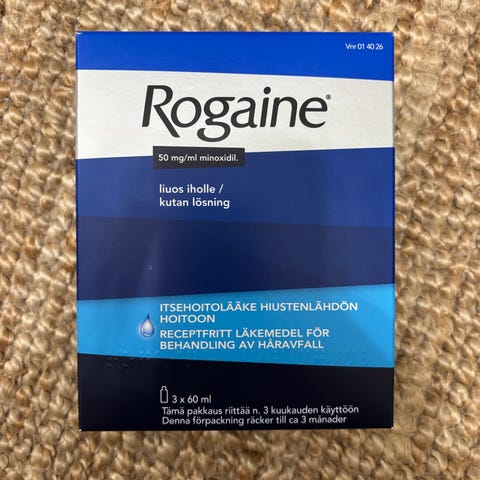 Vnr 01 40 26
Rogaine®
50 mg/ml minoxidil.
liuos iholle /
kutan lösning
ITSEHOITOLÄÄKE HIUSTENLÄHDÖN
HOITOON
RECEPTFRITT LÄKEMEDEL FÖR
BEHANDLING AV HÅRAVFALL
3 x 60 ml
Tämä pakkaus riittää n. 3 kuukauden käyttöön
Denna förpackning räcker till ca 3 månader